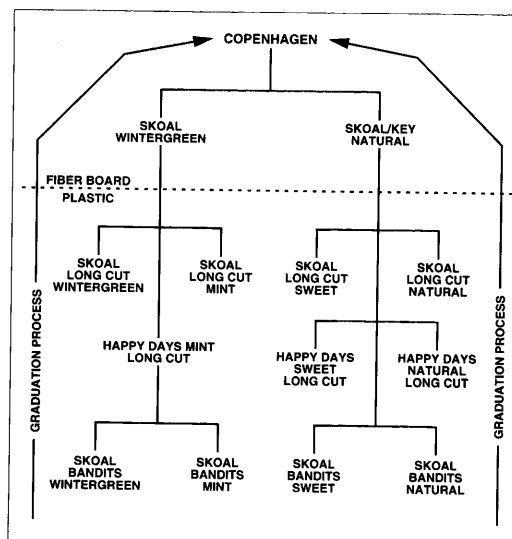 COPENHAGEN
SKOAL
WINTERGREEN
SKOAL/KEY
NATURAL
FIBER BOARD
PLASTIC
SKOAL
LONG CUT
WINTERGREEN
SKOAL
LONG CUT
MINT
SKOAL
LONG CUT
SWEET
SKOAL
LONG CUT
NATURAL
HAPPY DAYS MINT
LONG CUT
HAPPY DAYS
SWEET
LONG CUT
HAPPY DAYS
NATURAL
LONG CUT
SKOAL
BANDITS
WINTERGREEN
SKOAL
BANDITS
MINT
SKOAL
BANDITS
SWEET
SKOAL
BANDITS
NATURAL
GRADUATION PROCESS
GRADUATION PROCESS